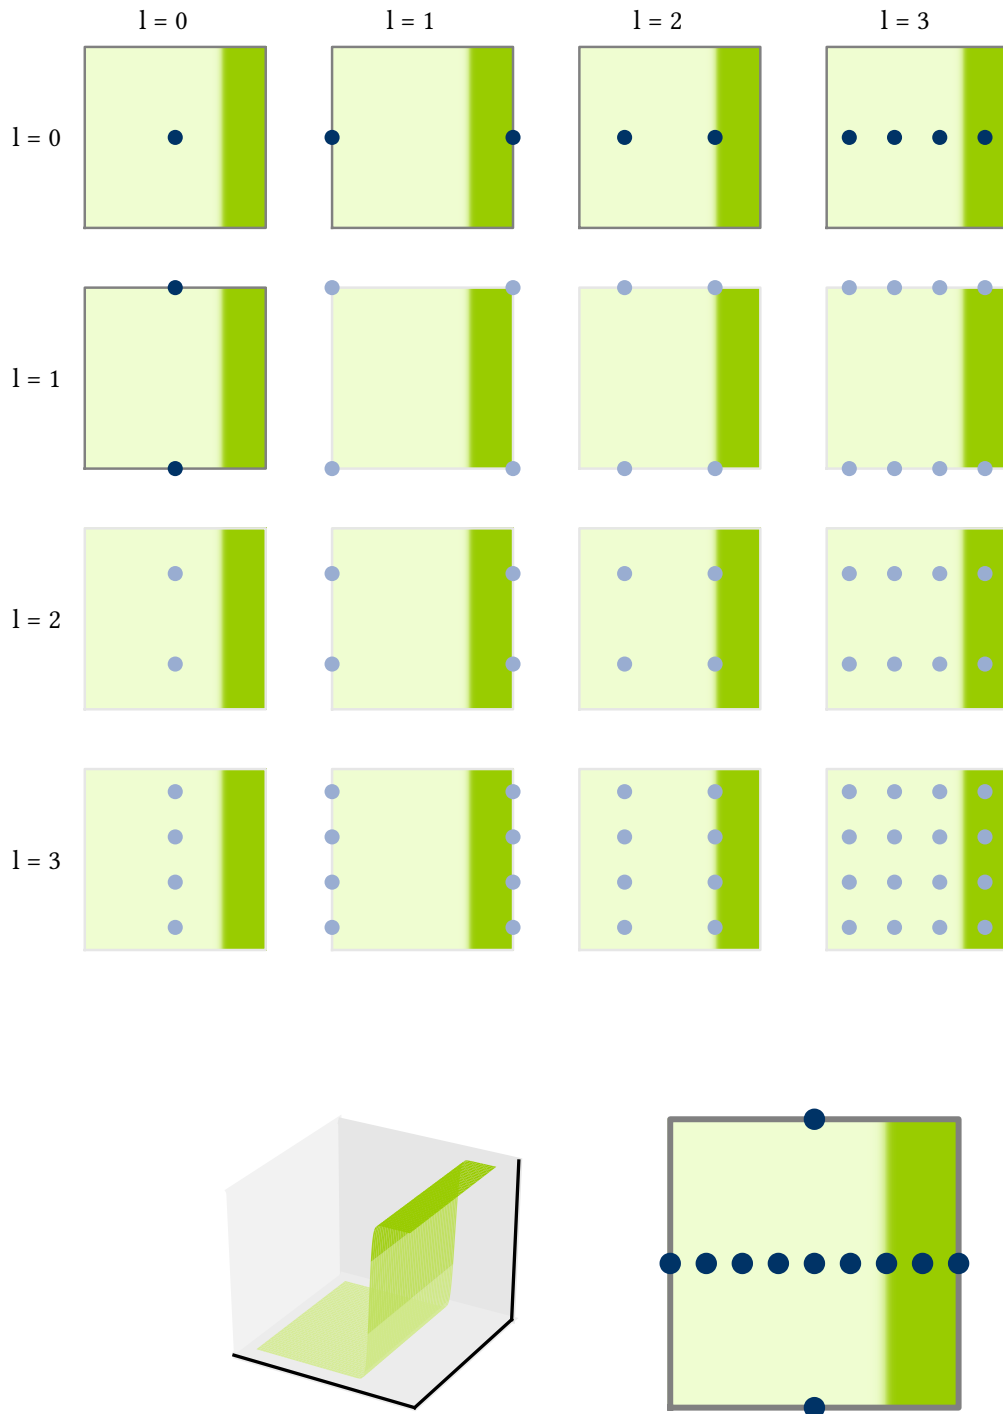 l = 0
l = 1
l = 2
l = 3
l = 0
l = 1
l = 2
l = 3